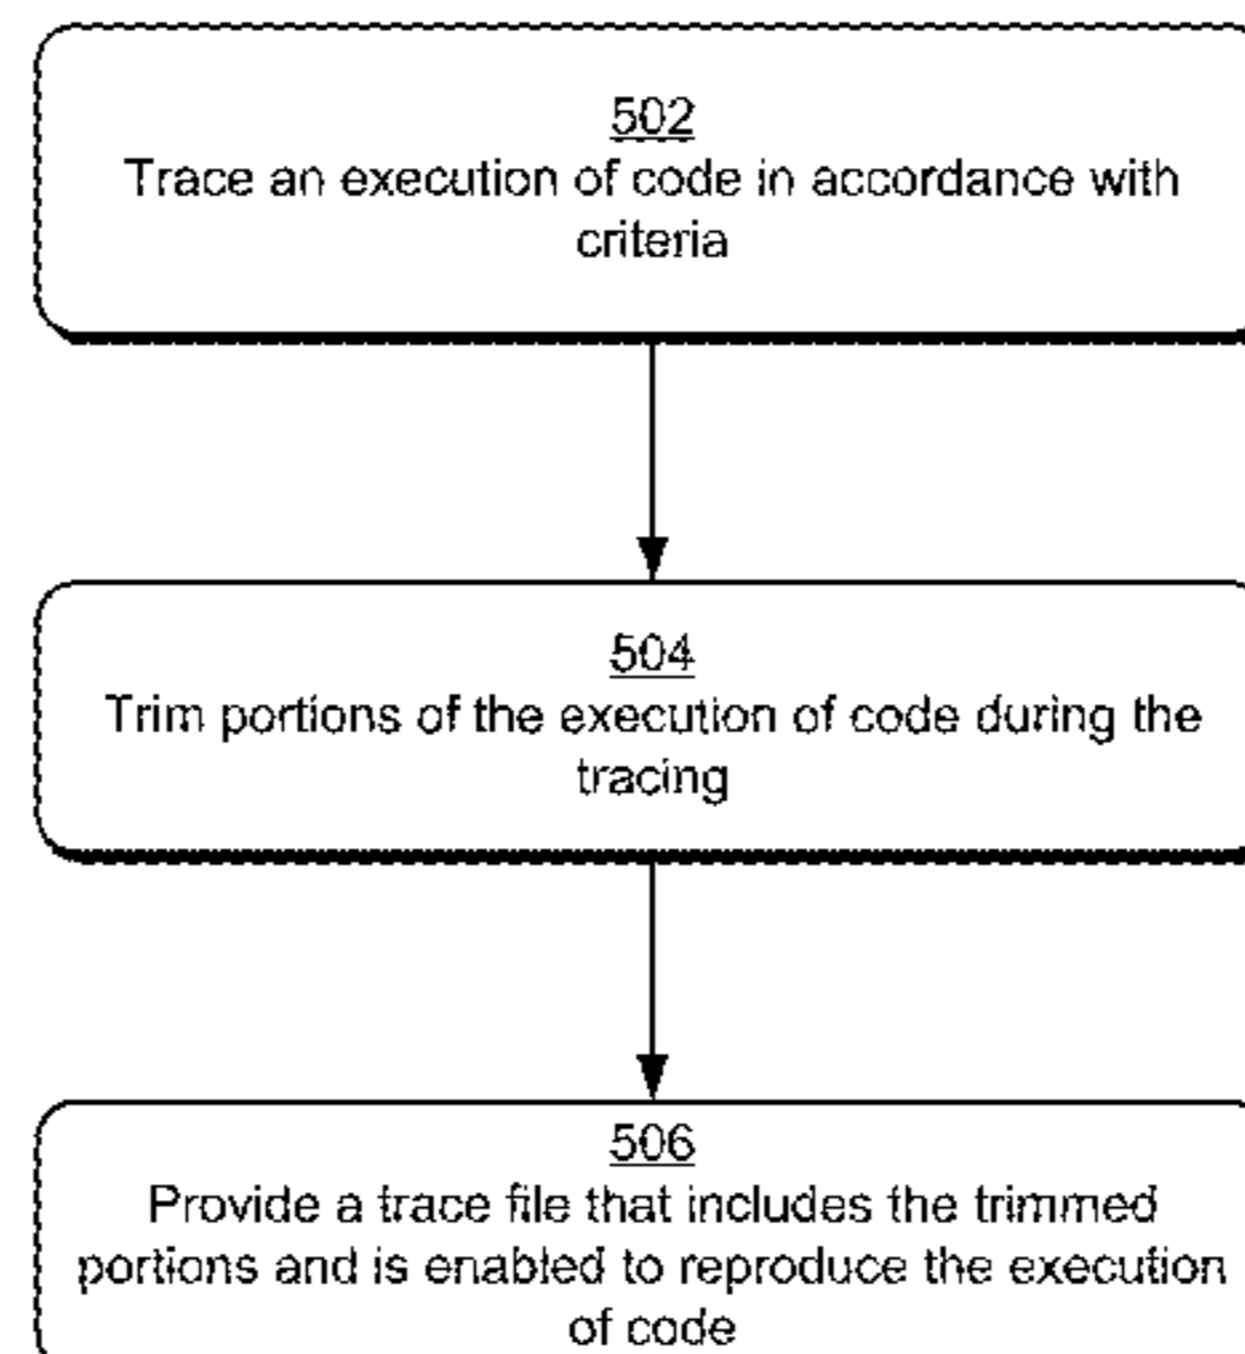 502
Trace an execution of code in accordance with
criteria
504
Trim portions of the execution of code during the
tracing
506
Provide a trace file that includes the trimmed
portions and is enabled to reproduce the execution
of code